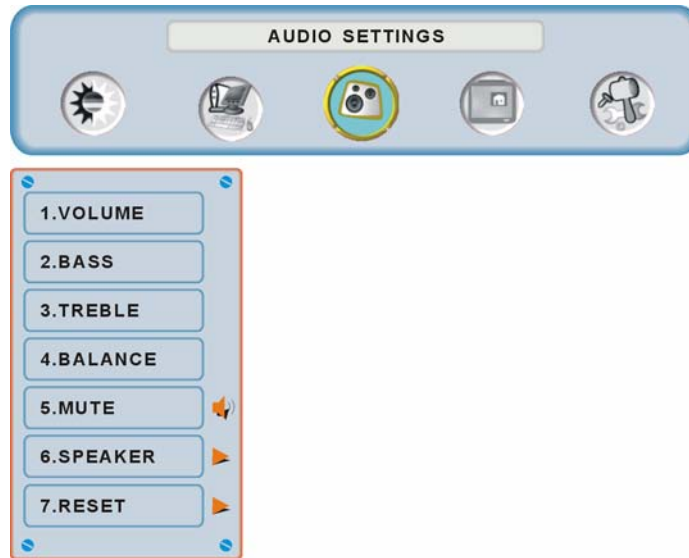 AUDIO SETTINGS
1.VOLUME
2.BASS
3.TREBLE
4.BALANCE
5.MUTE
6.SPEAKER
7.RESET